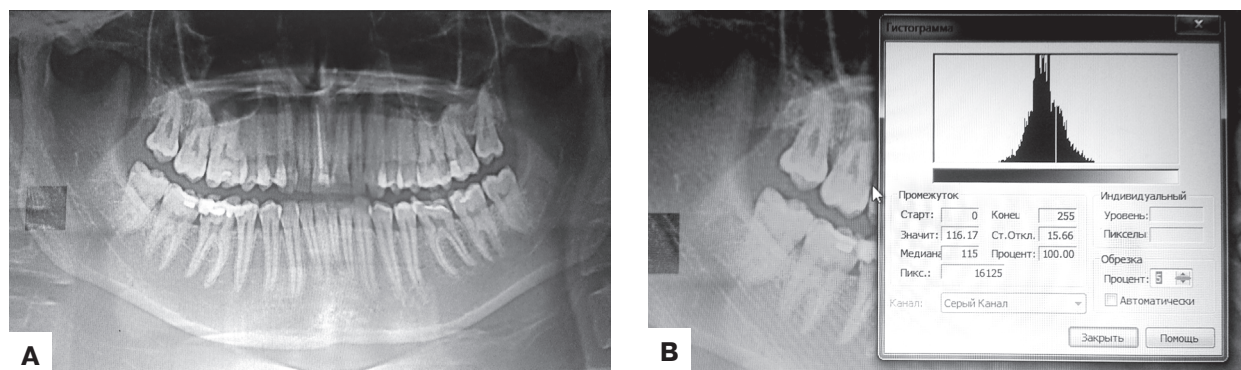 A
B
Гистограмма
Промежуток
Старт: 0 Конец 255
Значит: 116.17 Ст.Откл. 15.66
Медиана 115 Процент: 100.00
Пикс.: 16125
Индивидуальный
Уровень:
Пикселы
Обрезка
Процент: 5
Автоматически
Канал: Серый Канал
Закрыть Помощь